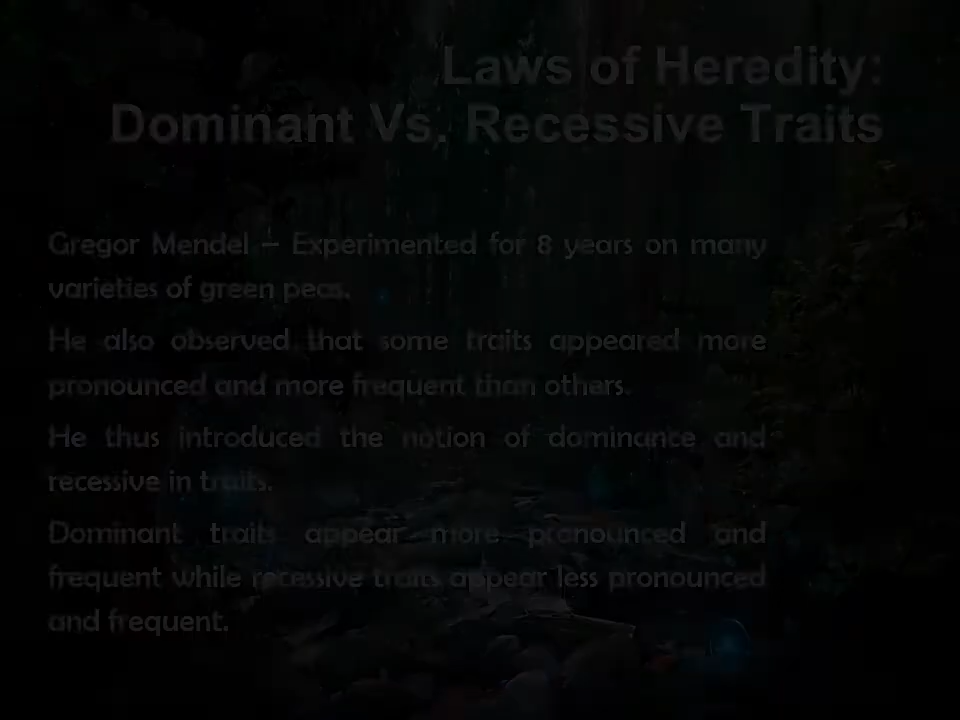 Laws of Heredity:
Dominant Vs. Recessive Traits
Gregor Mendel – Experimented for 8 years on many
varieties of green peas.
He also observed that some traits appeared more
pronounced and more frequent than others.
He thus introduced the notion of dominance and
recessive in traits.
Dominant traits appear more pronounced and
frequent while recessive traits appear less pronounced
and frequent.